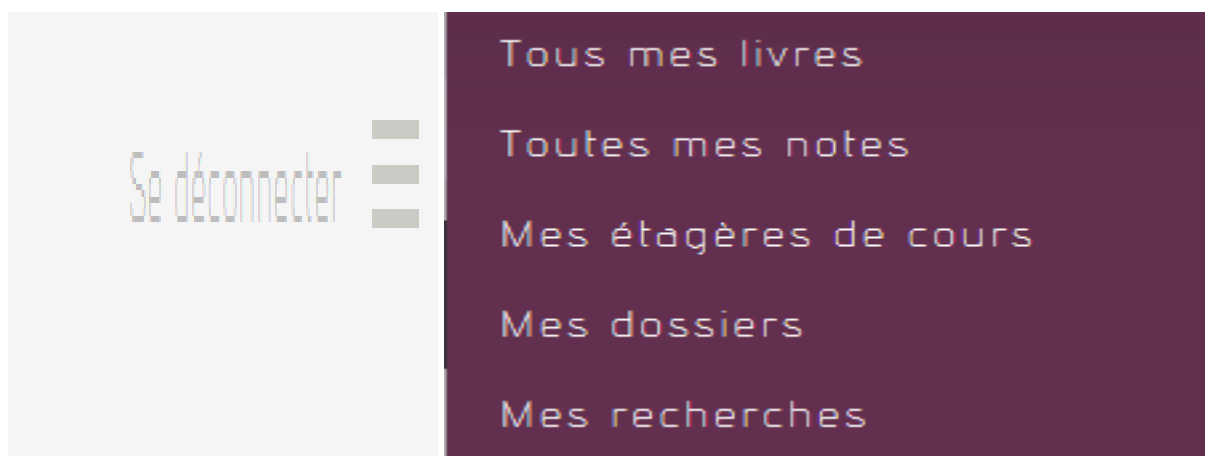 Se déconnecter
Tous mes livres
Toutes mes notes
Mes étagères de cours
Mes dossiers
Mes recherches